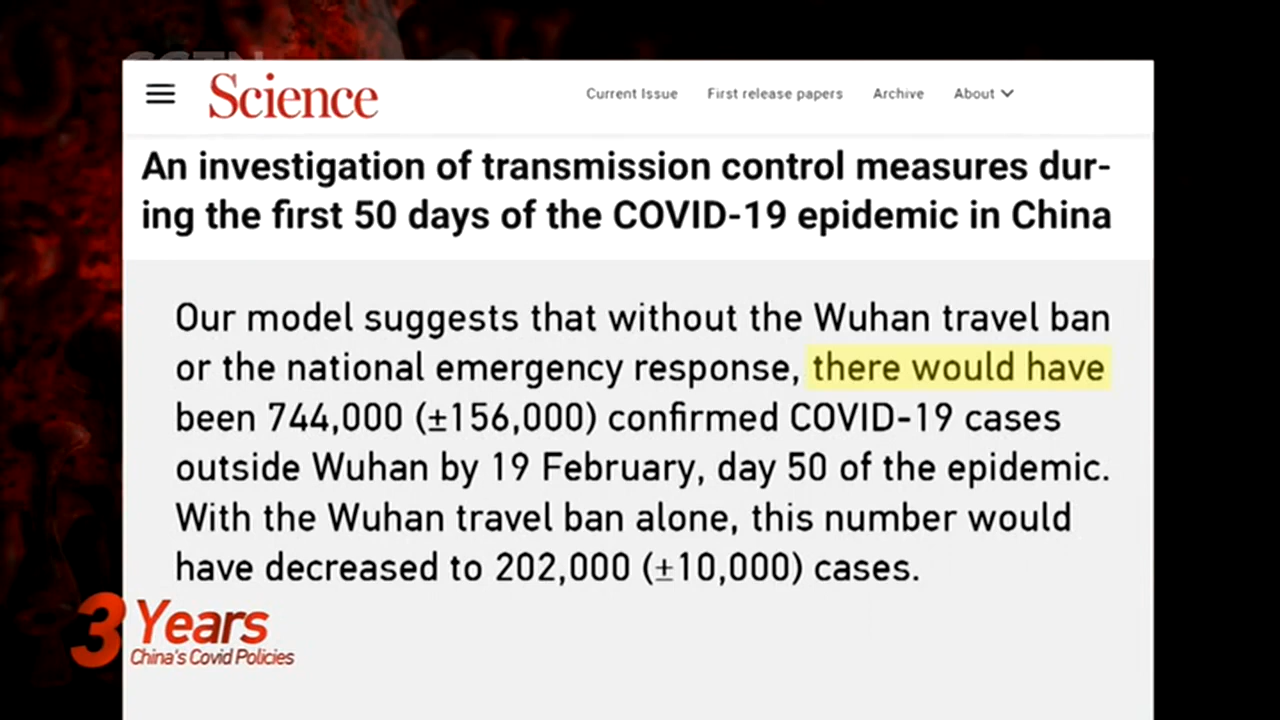 Science
Current Issue First release papers Archive About
An investigation of transmission control measures dur-
ing the first 50 days of the COVID-19 epidemic in China
Our model suggests that without the Wuhan travel ban
or the national emergency response, there would have
been 744,000 (±156,000) confirmed COVID-19 cases
outside Wuhan by 19 February, day 50 of the epidemic.
With the Wuhan travel ban alone, this number would
have decreased to 202,000 (±10,000) cases.
3 Years
China's Covid Policies